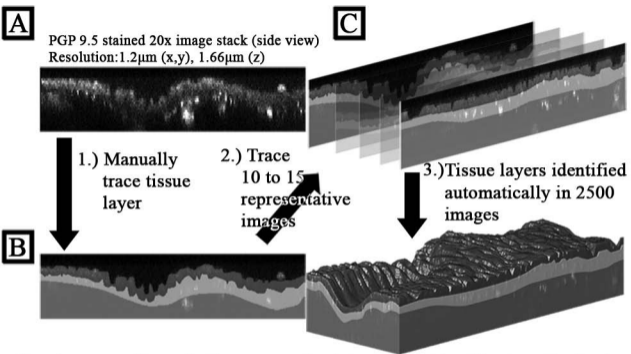 A
PGP 9.5 stained 20x image stack (side view)
Resolution:1.2μm (x,y), 1.66μm (z)
C
1.) Manually
trace tissue
layer
2.) Trace
10 to 15
representative
images
3.)Tissue layers identified
automatically in 2500
images
B